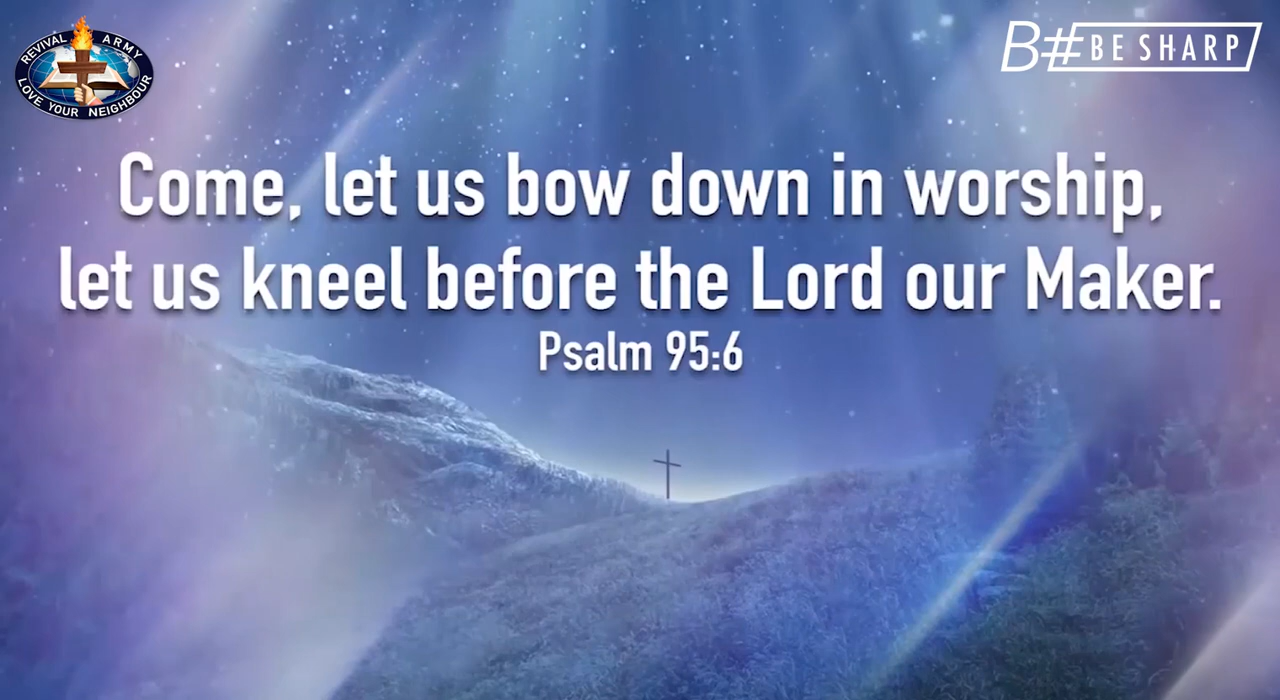 REVIVAL ARMY
LOVE YOUR NEIGHBOUR
B# BE SHARP
Come, let us bow down in worship,
let us kneel before the Lord our Maker.
Psalm 95:6